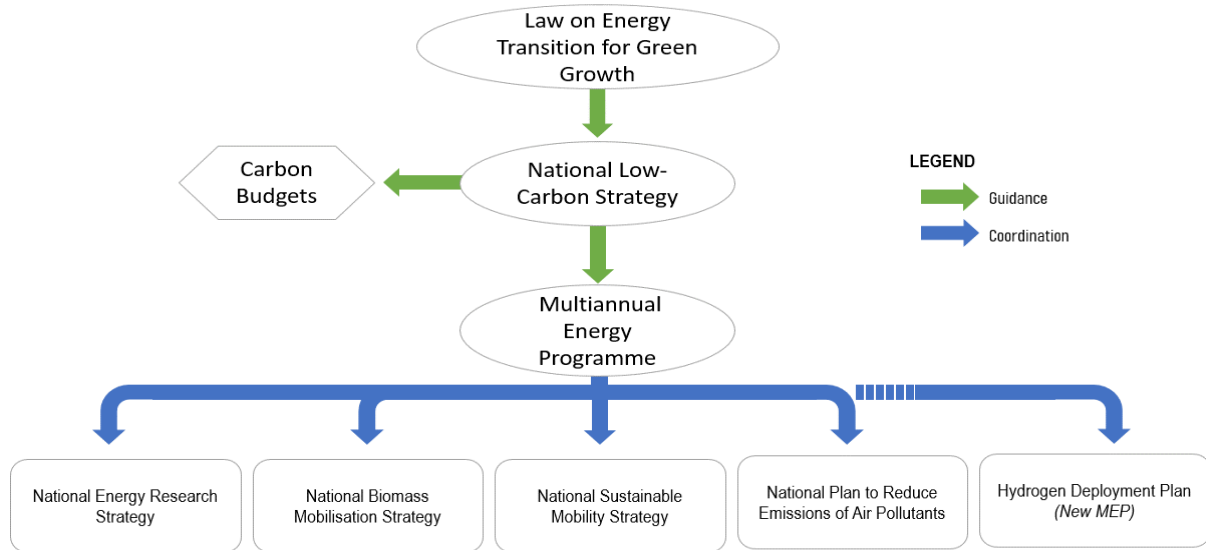 Law on Energy
Transition for Green
Growth
Carbon
Budgets
National Low-
Carbon Strategy
LEGEND
Guidance
Coordination
Multiannual
Energy
Programme
National Energy Research
Strategy
National Biomass
Mobilisation Strategy
National Sustainable
Mobility Strategy
National Plan to Reduce
Emissions of Air Pollutants
Hydrogen Deployment Plan
(New MEP)